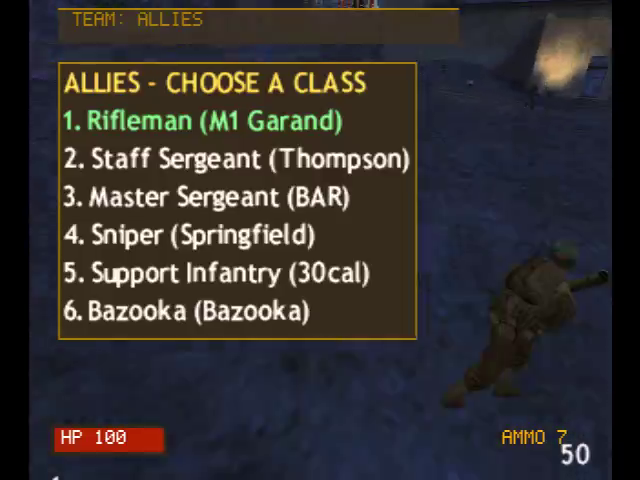 TEAM: ALLIES
ALLIES - CHOOSE A CLASS
1. Rifleman (M1 Garand)
2. Staff Sergeant (Thompson)
3. Master Sergeant (BAR)
4. Sniper (Springfield)
5. Support Infantry (30cal)
6. Bazooka (Bazooka)
HP 100
AMMO 7
50